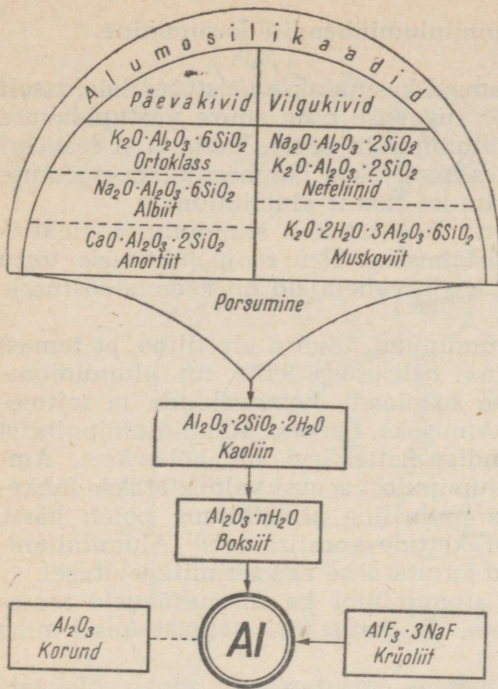 Alumosilikaadid
Päevakivid
K₂O·Al₂O₃·6SiO₂
Ortoklass
Na₂O·Al₂O₃·6SiO₂
Albiit
CaO·Al₂O₃·2SiO₂
Anortiit
Vilgukivid
Na₂O·Al₂O₃·2SiO₂
K₂O·Al₂O₃·2SiO₂
Nefeliinid
K₂O·2H₂O·3Al₂O₃·6SiO₂
Muskoviit
Porsumine
Al₂O₃·2SiO₂·2H₂O
Kaoliin
Al₂O₃·nH₂O
Boksiit
Al₂O₃
Korund
Al
AlF₃·3NaF
Krüoliit